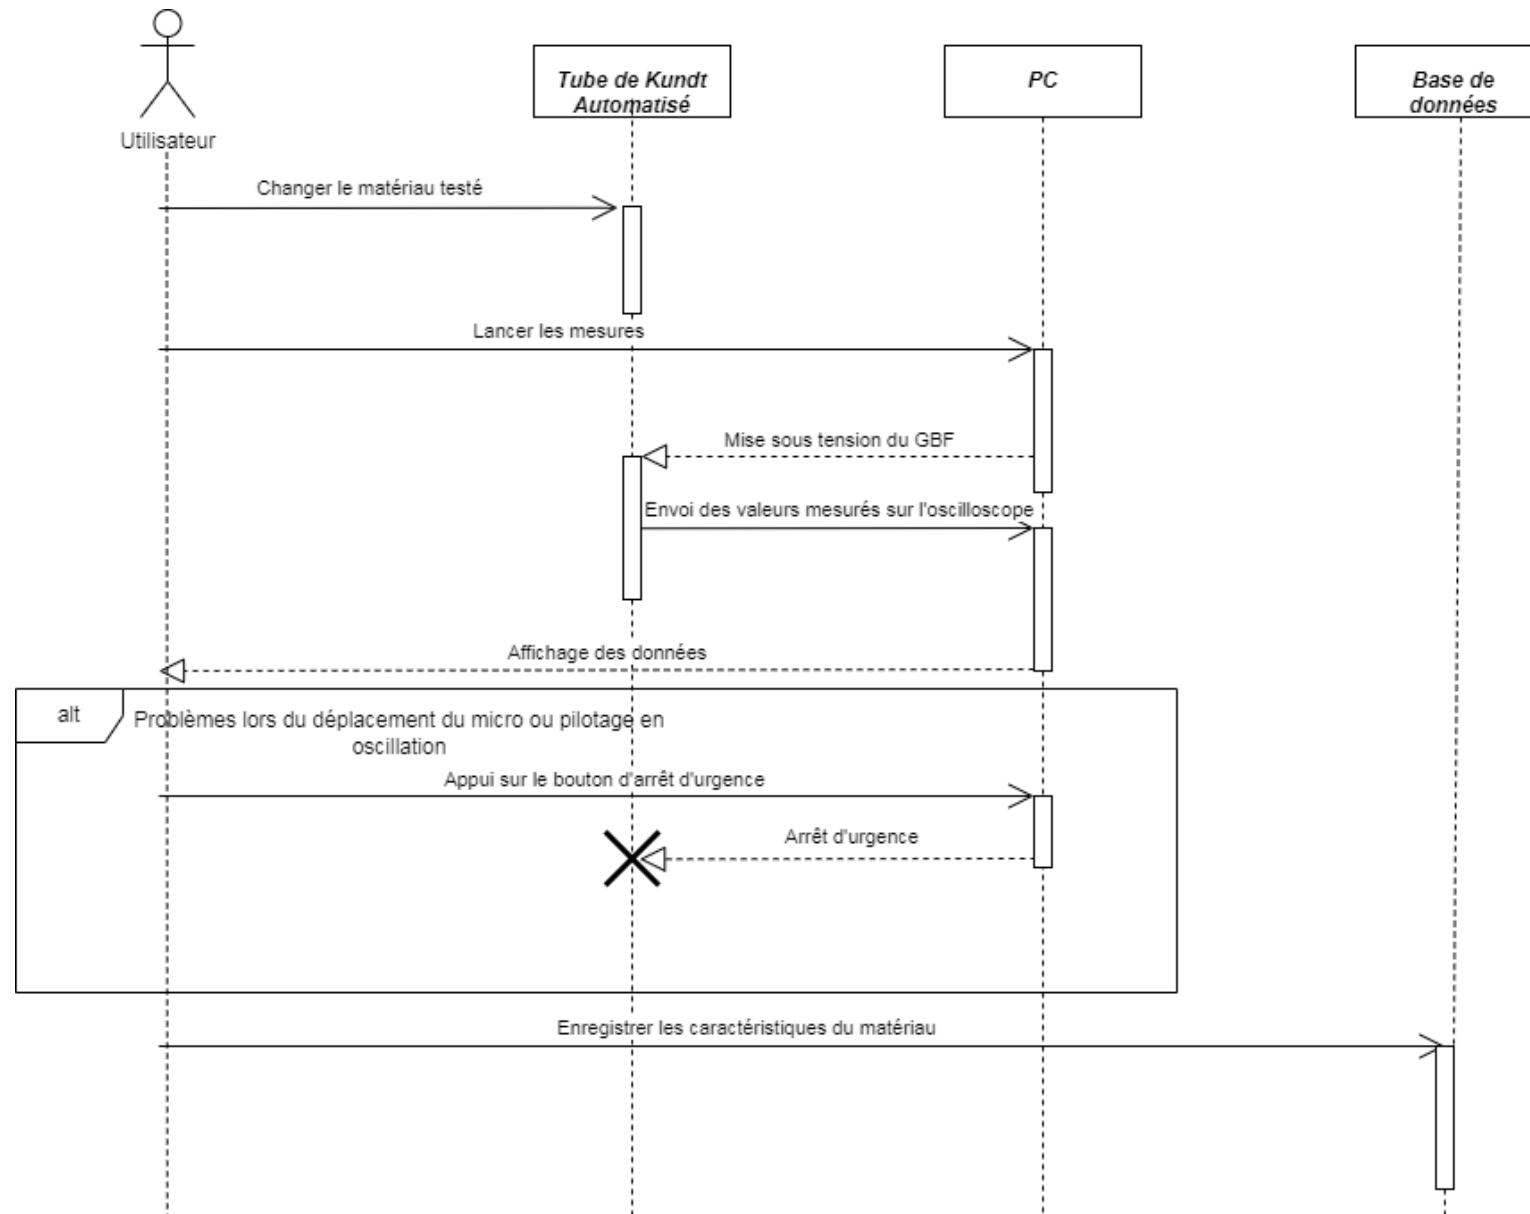 Utilisateur
Tube de Kundt
Automatisé
PC
Base de
données
Changer le matériau testé
Lancer les mesures
Mise sous tension du GBF
Envoi des valeurs mesurés sur l'oscilloscope
Affichage des données
alt
Problèmes lors du déplacement du micro ou pilotage en
oscillation
Appui sur le bouton d'arrêt d'urgence
Arrêt d'urgence
Enregistrer les caractéristiques du matériau